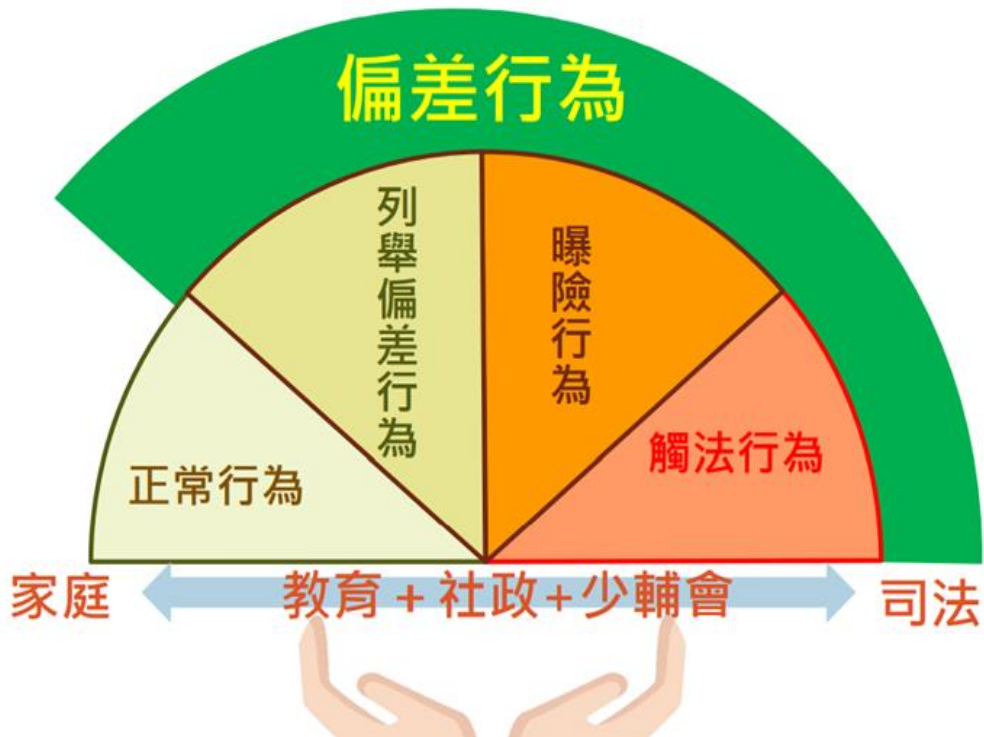 偏差行為
列舉偏差行為
曝險行為
正常行為
觸法行為
家庭
教育+社政+少輔會
司法